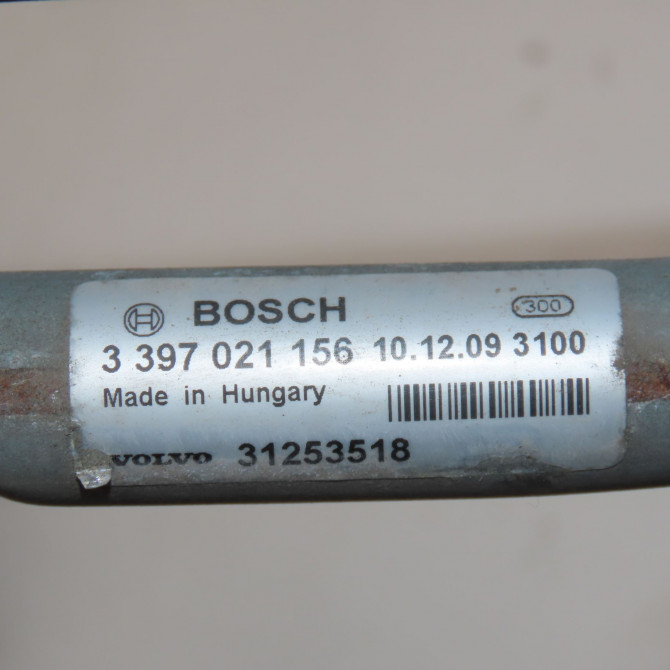 BOSCH 300
3 397 021 156 10.12.09 3100
Made in Hungary
VOLVO 31253518